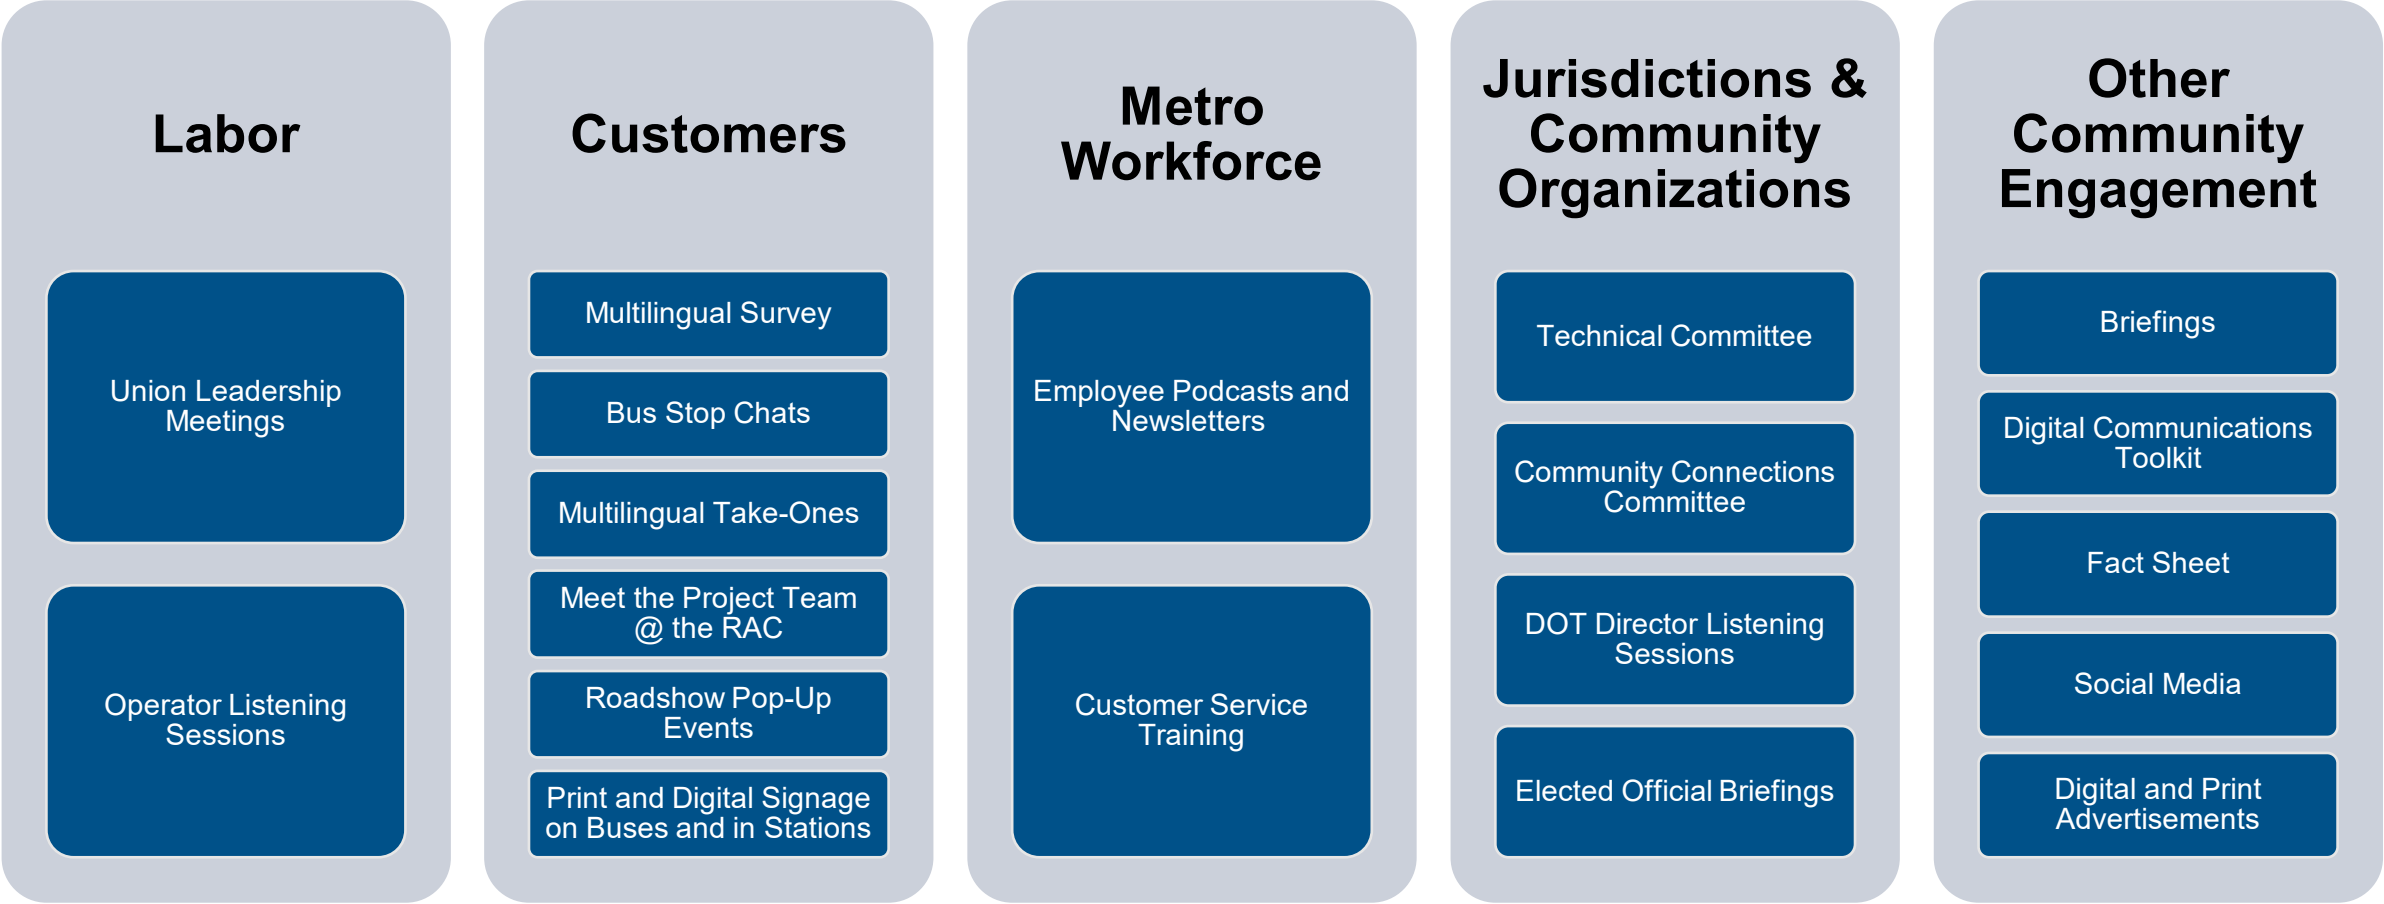 Labor
Union Leadership
Meetings
Operator Listening
Sessions
Customers
Multilingual Survey
Bus Stop Chats
Multilingual Take-Ones
Meet the Project Team
@ the RAC
Roadshow Pop-Up
Events
Print and Digital Signage
on Buses and in Stations
Metro
Workforce
Employee Podcasts and
Newsletters
Customer Service
Training
Jurisdictions &
Community
Organizations
Technical Committee
Community Connections
Committee
DOT Director Listening
Sessions
Elected Official Briefings
Other
Community
Engagement
Briefings
Digital Communications
Toolkit
Fact Sheet
Social Media
Digital and Print
Advertisements